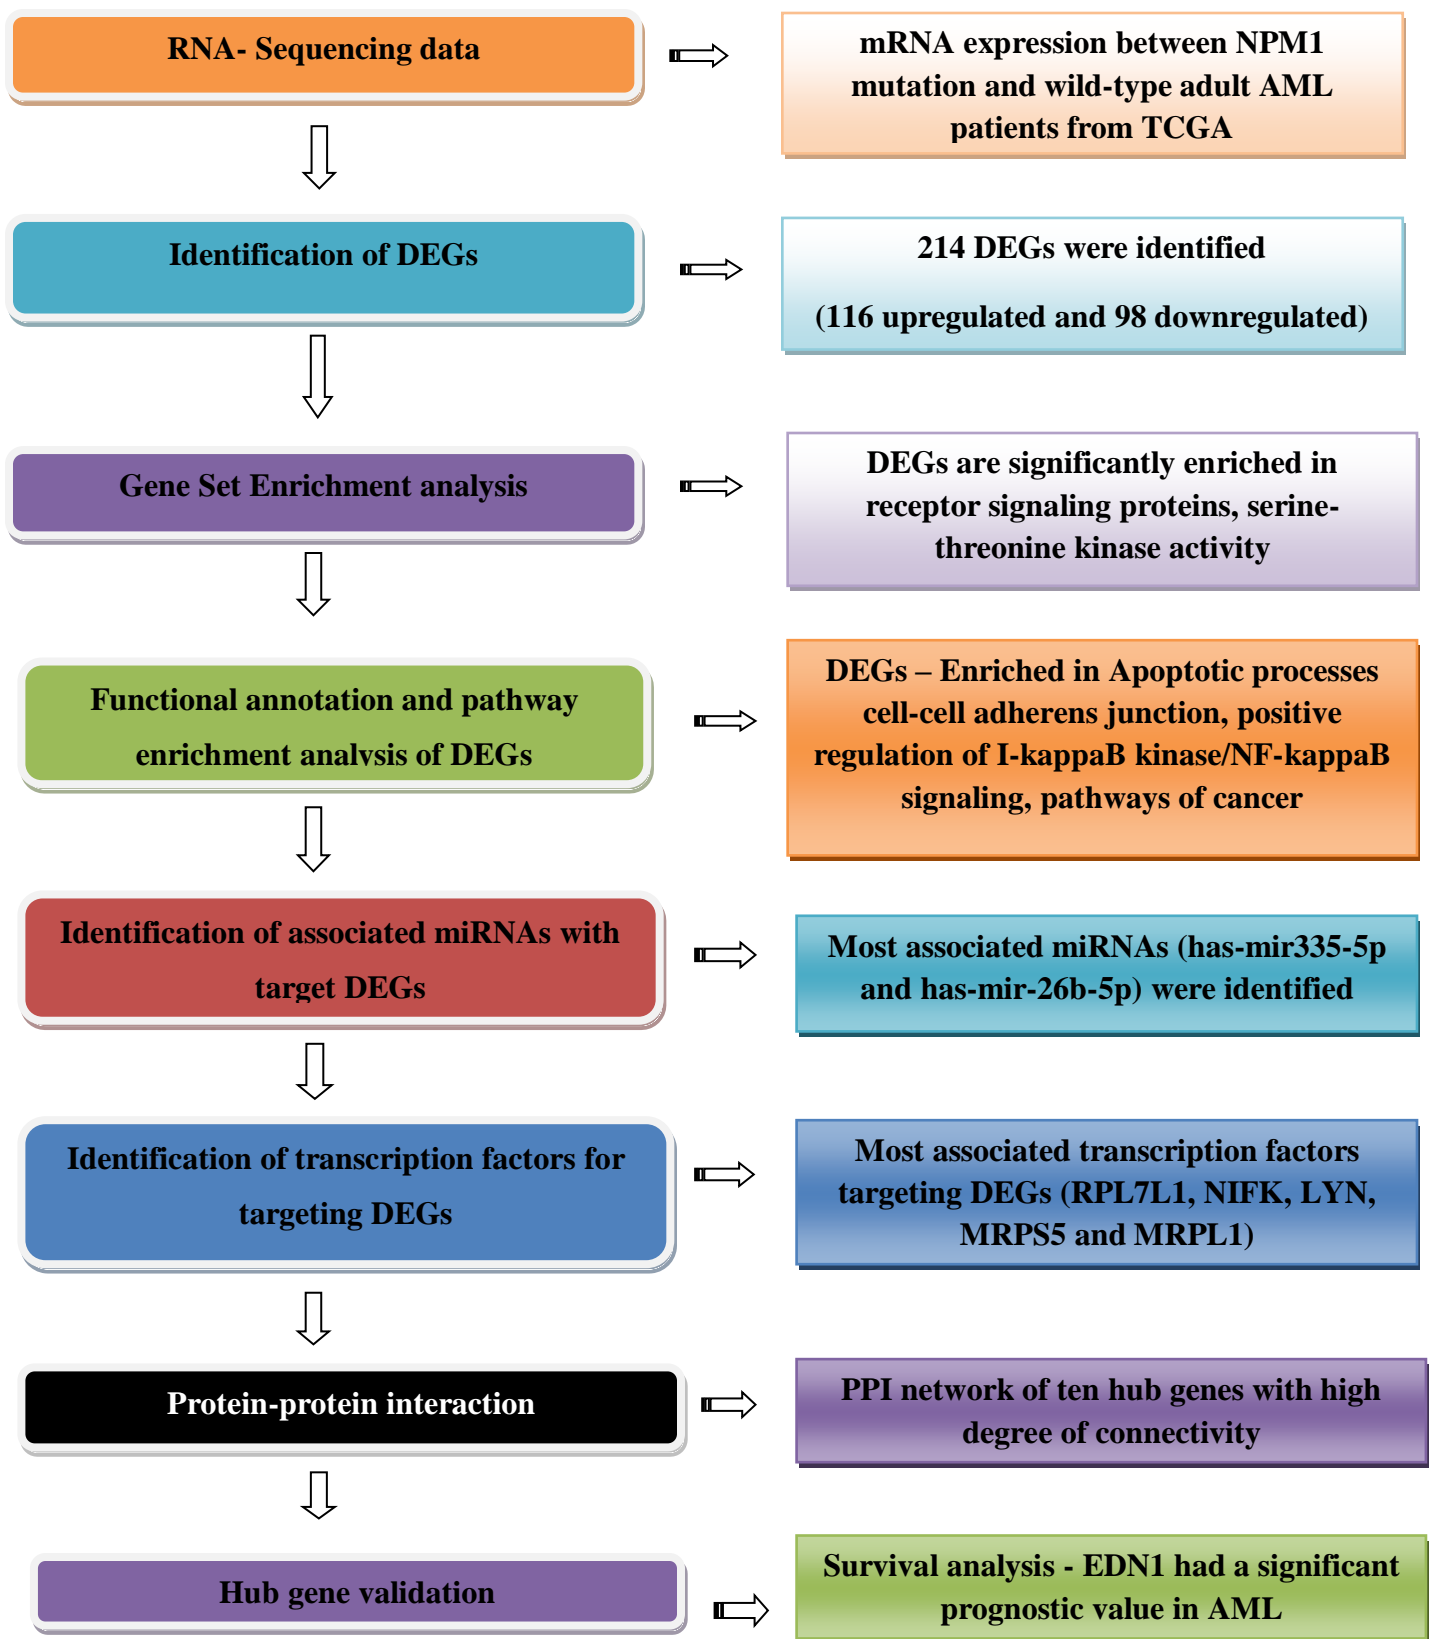 RNA- Sequencing data
mRNA expression between NPM1
mutation and wild-type adult AML
patients from TCGA
Identification of DEGs
214 DEGs were identified
(116 upregulated and 98 downregulated)
Gene Set Enrichment analysis
DEGs are significantly enriched in
receptor signaling proteins, serine-
threonine kinase activity
Functional annotation and pathway
enrichment analysis of DEGs
DEGs – Enriched in Apoptotic processes
cell-cell adherens junction, positive
regulation of I-kappaB kinase/NF-kappaB
signaling, pathways of cancer
Identification of associated miRNAs with
target DEGs
Most associated miRNAs (has-mir335-5p
and has-mir-26b-5p) were identified
Identification of transcription factors for
targeting DEGs
Most associated transcription factors
targeting DEGs (RPL7L1, NIFK, LYN,
MRPS5 and MRPL1)
Protein-protein interaction
PPI network of ten hub genes with high
degree of connectivity
Hub gene validation
Survival analysis - EDN1 had a significant
prognostic value in AML